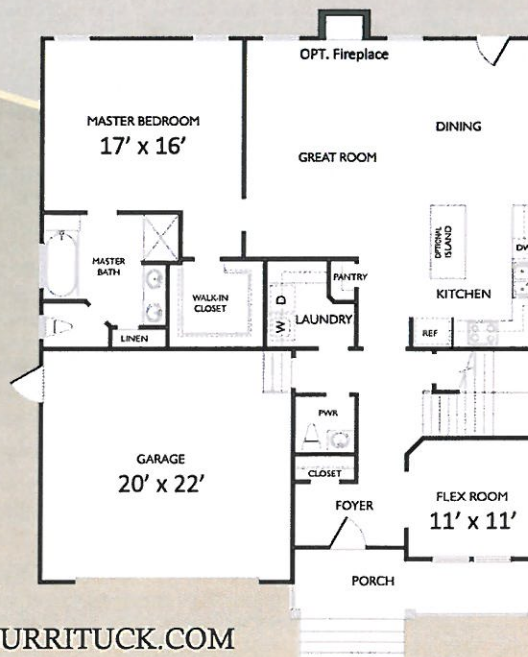 OPT. Fireplace
MASTER BEDROOM
17' x 16'
DINING
GREAT ROOM
OPTIONAL
ISLAND
DW
MASTER
BATH
WALK-IN
CLOSET
PANTRY
W D
LAUNDRY
KITCHEN
REF
LINEN
PWR
GARAGE
20' x 22'
CLOSET
FOYER
FLEX ROOM
11' x 11'
PORCH
URRITUCK.COM